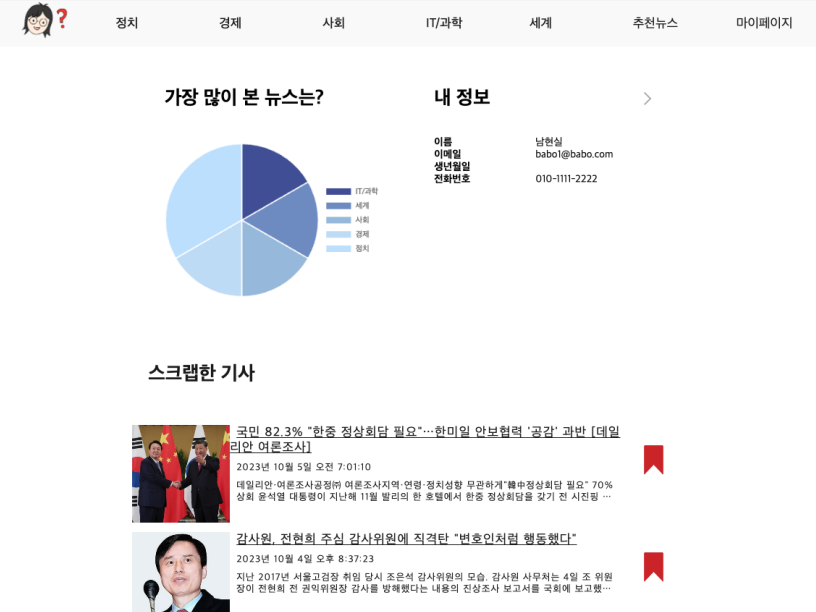 ?
정치 경제 사회 IT/과학 세계 추천뉴스 마이페이지
가장 많이 본 뉴스는?
IT/과학
세계
사회
경제
정치
내 정보
이름 남현실
이메일 babo1@babo.com
생년월일
전화번호 010-1111-2222
스크랩한 기사
국민 82.3% "한중 정상회담 필요"…한미일 안보협력 '공감' 과반 [데일
리안 여론조사]
2023년 10월 5일 오전 7:01:10
데일리안·여론조사공정㈜ 여론조사지역·연령·정치성향 무관하게"韓中정상회담 필요" 70%
상회 윤석열 대통령이 지난해 11월 발리의 한 호텔에서 한중 정상회담을 갖기 전 시진핑 …
감사원, 전현희 주심 감사위원에 직격탄 "변호인처럼 행동했다"
2023년 10월 4일 오후 8:37:23
지난 2017년 서울고검장 취임 당시 조은석 감사위원의 모습. 감사원 사무처는 4일 조 위원
장이 전현희 전 권익위원장 감사를 방해했다는 내용의 진상조사 보고서를 국회에 보고했…